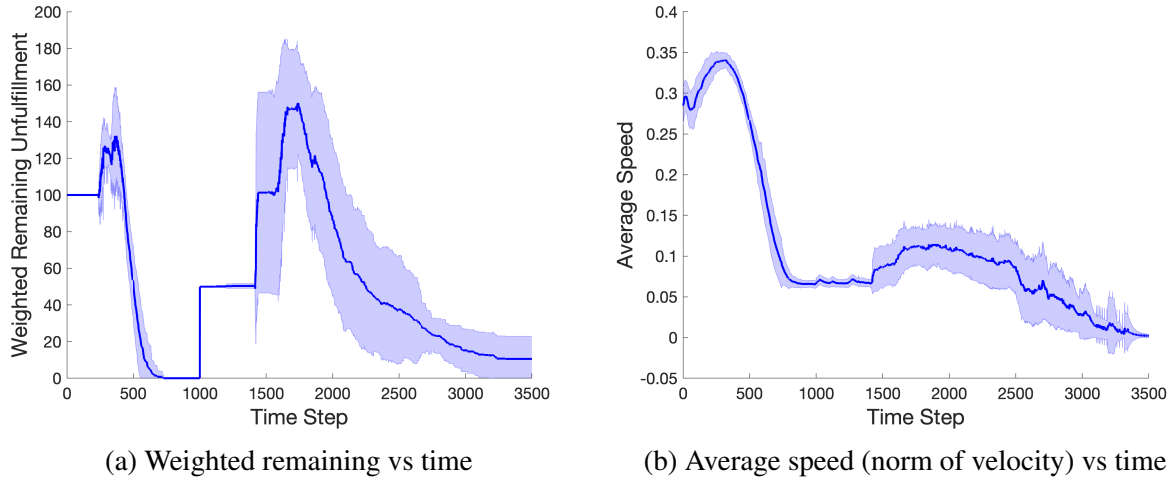 200
180
160
140
120
100
80
60
40
20
0
Weighted Remaining Unfulfillment
0 500 1000 1500 2000 2500 3000 3500
Time Step
(a) Weighted remaining vs time
0.4
0.35
0.3
0.25
0.2
0.15
0.1
0.05
0
-0.05
Average Speed
0 500 1000 1500 2000 2500 3000 3500
Time Step
(b) Average speed (norm of velocity) vs time